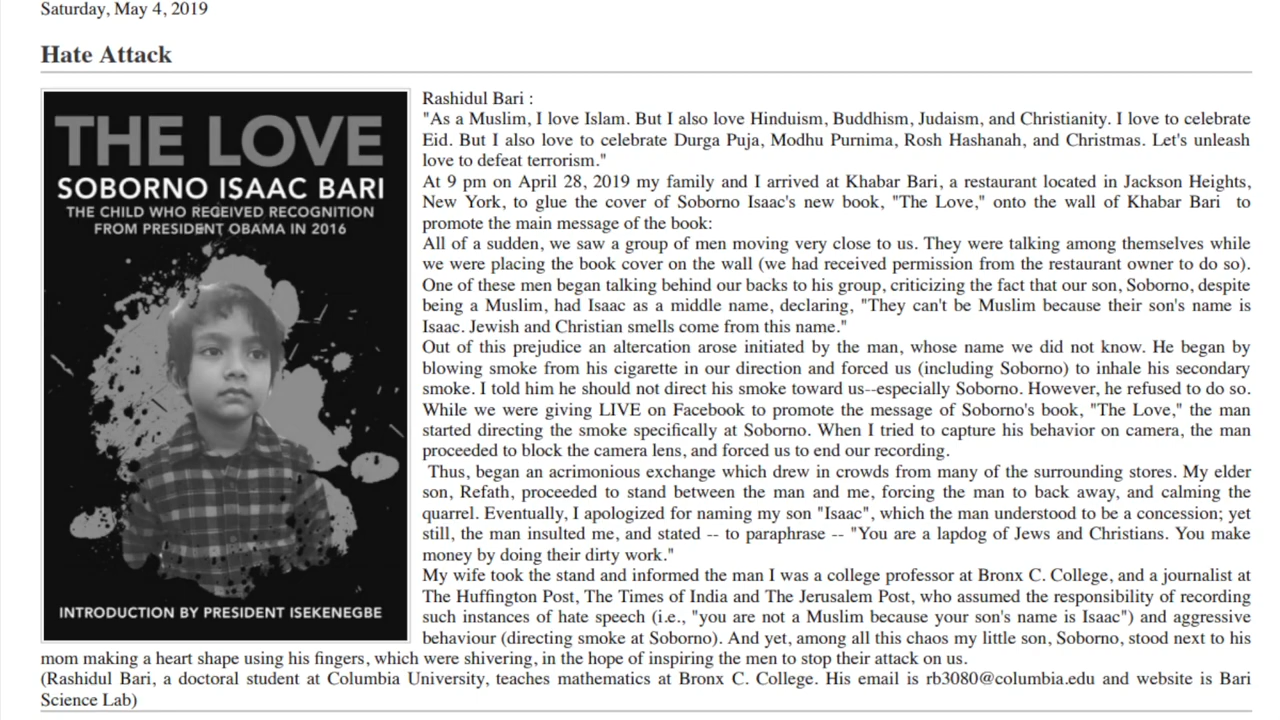 Saturday, May 4, 2019
Hate Attack
THE LOVE
SOBORNO ISAAC BARI
THE CHILD WHO RECEIVED RECOGNITION
FROM PRESIDENT OBAMA IN 2016
INTRODUCTION BY PRESIDENT ISEKENEGBE
Rashidul Bari :
"As a Muslim, I love Islam. But I also love Hinduism, Buddhism, Judaism, and Christianity. I love to celebrate
Eid. But I also love to celebrate Durga Puja, Modhu Purnima, Rosh Hashanah, and Christmas. Let's unleash
love to defeat terrorism."
At 9 pm on April 28, 2019 my family and I arrived at Khabar Bari, a restaurant located in Jackson Heights,
New York, to glue the cover of Soborno Isaac's new book, "The Love," onto the wall of Khabar Bari to
promote the main message of the book:
All of a sudden, we saw a group of men moving very close to us. They were talking among themselves while
we were placing the book cover on the wall (we had received permission from the restaurant owner to do so).
One of these men began talking behind our backs to his group, criticizing the fact that our son, Soborno, despite
being a Muslim, had Isaac as a middle name, declaring, "They can't be Muslim because their son's name is
Isaac. Jewish and Christian smells come from this name."
Out of this prejudice an altercation arose initiated by the man, whose name we did not know. He began by
blowing smoke from his cigarette in our direction and forced us (including Soborno) to inhale his secondary
smoke. I told him he should not direct his smoke toward us--especially Soborno. However, he refused to do so.
While we were giving LIVE on Facebook to promote the message of Soborno's book, "The Love," the man
started directing the smoke specifically at Soborno. When I tried to capture his behavior on camera, the man
proceeded to block the camera lens, and forced us to end our recording.
Thus, began an acrimonious exchange which drew in crowds from many of the surrounding stores. My elder
son, Refath, proceeded to stand between the man and me, forcing the man to back away, and calming the
quarrel. Eventually, I apologized for naming my son "Isaac", which the man understood to be a concession; yet
still, the man insulted me, and stated -- to paraphrase -- "You are a lapdog of Jews and Christians. You make
money by doing their dirty work."
My wife took the stand and informed the man I was a college professor at Bronx C. College, and a journalist at
The Huffington Post, The Times of India and The Jerusalem Post, who assumed the responsibility of recording
such instances of hate speech (i.e., "you are not a Muslim because your son's name is Isaac") and aggressive
behaviour (directing smoke at Soborno). And yet, among all this chaos my little son, Soborno, stood next to his
mom making a heart shape using his fingers, which were shivering, in the hope of inspiring the men to stop their attack on us.
(Rashidul Bari, a doctoral student at Columbia University, teaches mathematics at Bronx C. College. His email is rb3080@columbia.edu and website is Bari
Science Lab)